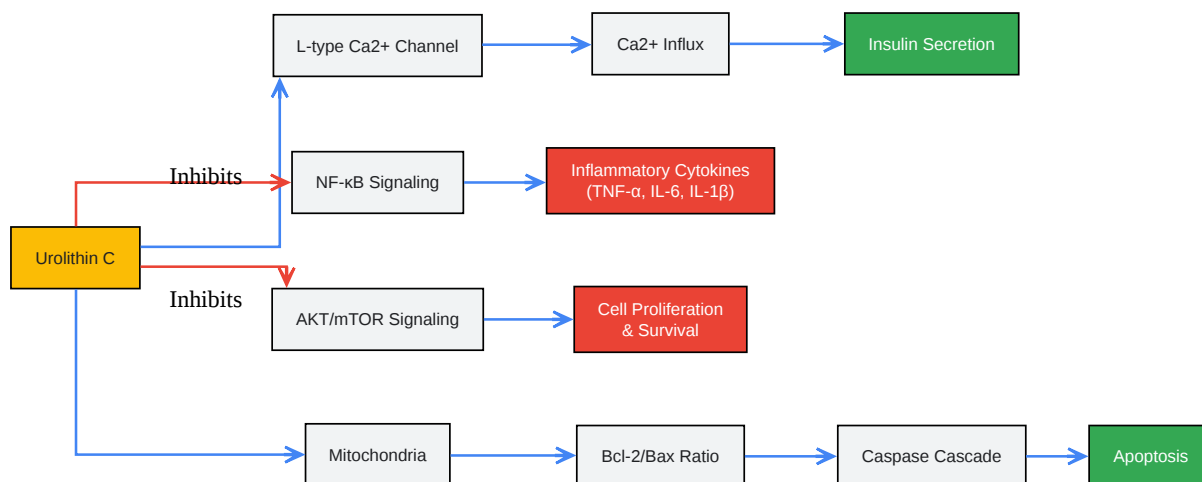 L-type Ca2+ Channel
Ca2+ Influx
Insulin Secretion
Inhibits
NF-κB Signaling
Inflammatory Cytokines
(TNF-α, IL-6, IL-1β)
Urolithin C
Inhibits
AKT/mTOR Signaling
Cell Proliferation
& Survival
Mitochondria
Bcl-2/Bax Ratio
Caspase Cascade
Apoptosis